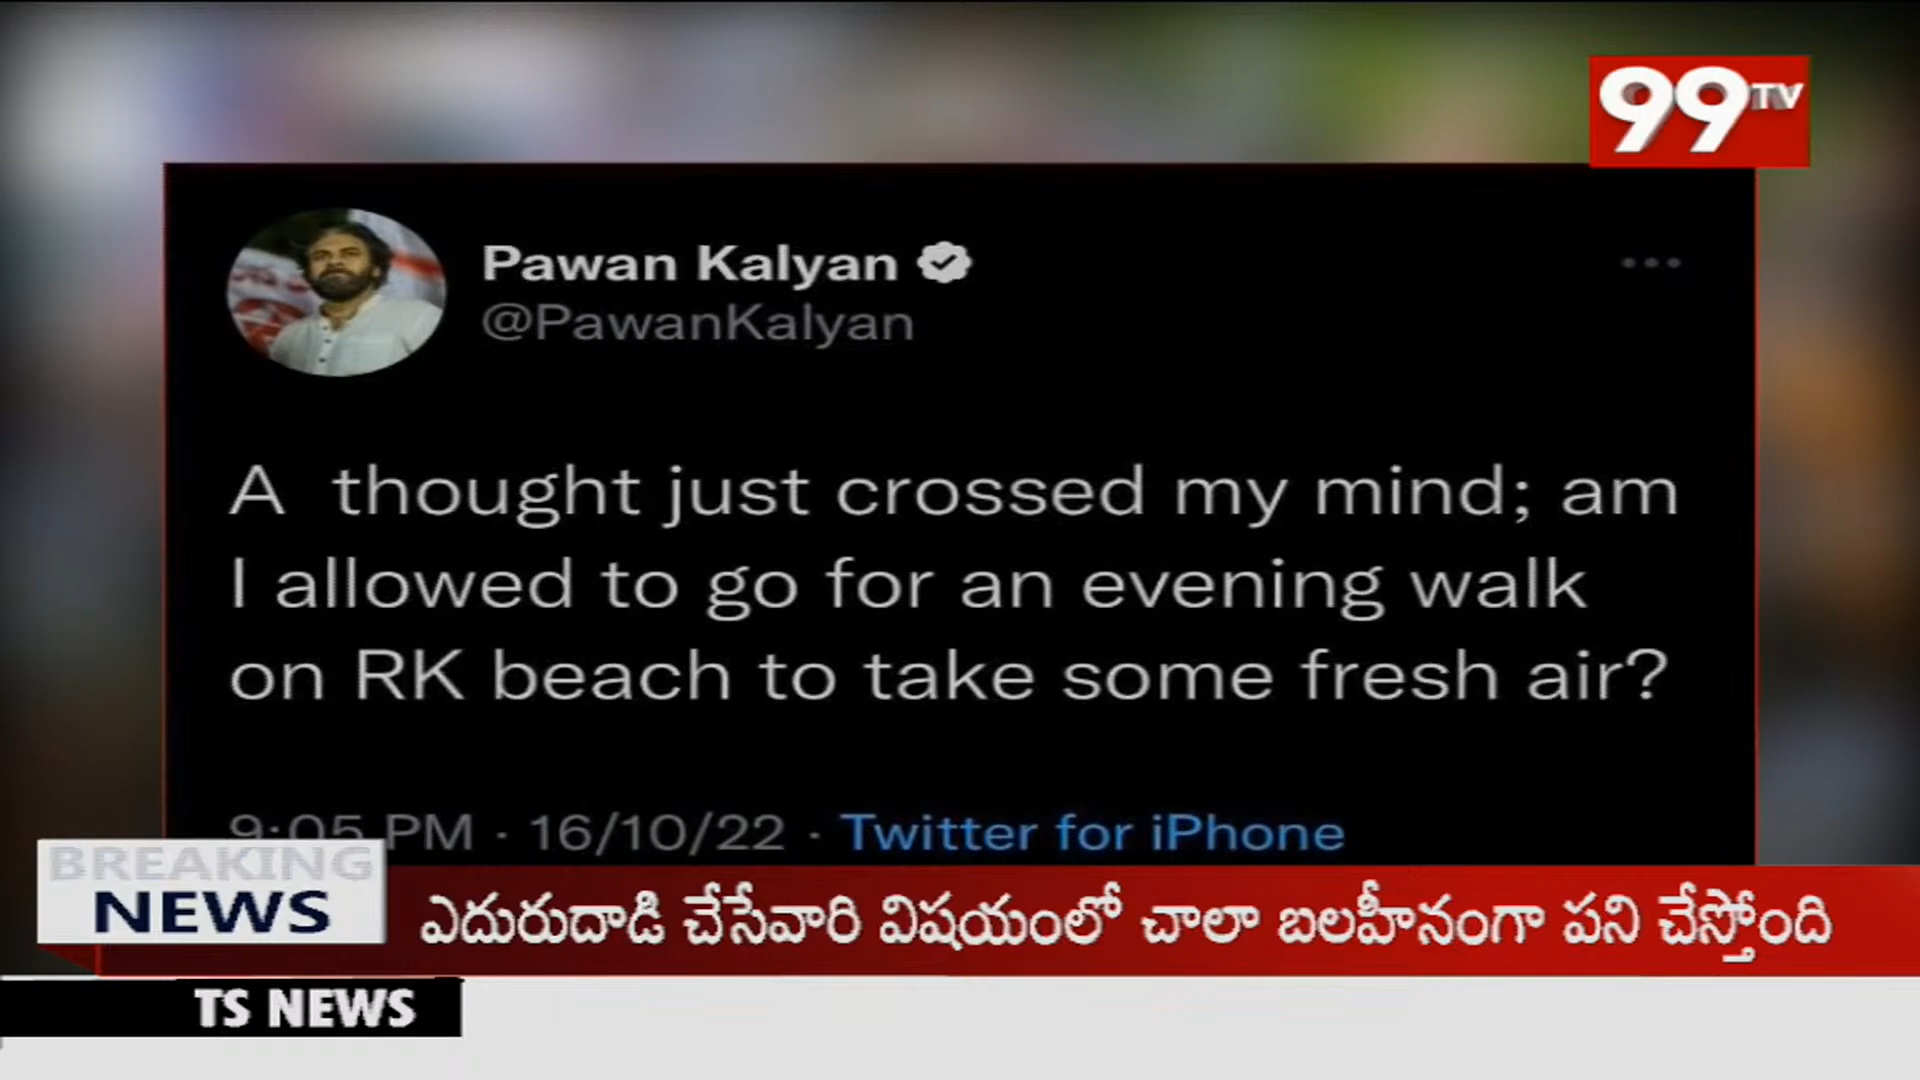 99TV
Pawan Kalyan
@PawanKalyan
A thought just crossed my mind; am
I allowed to go for an evening walk
on RK beach to take some fresh air?
9:05 PM · 16/10/22 · Twitter for iPhone
BREAKING
NEWS
ఎదురుదాడి చేసేవారి విషయంలో చాలా బలహీనంగా పని చేస్తోంది
TS NEWS